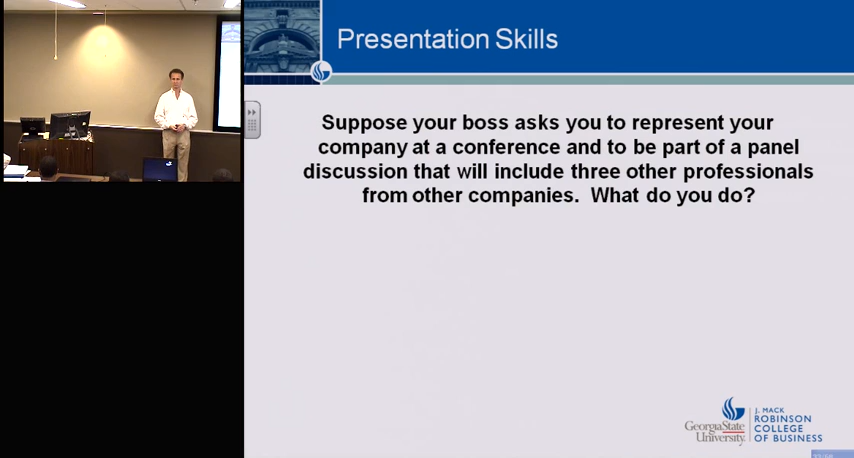 Presentation Skills
Suppose your boss asks you to represent your
company at a conference and to be part of a panel
discussion that will include three other professionals
from other companies.  What do you do?
GeorgiaState
University
J. MACK
ROBINSON
COLLEGE
OF BUSINESS